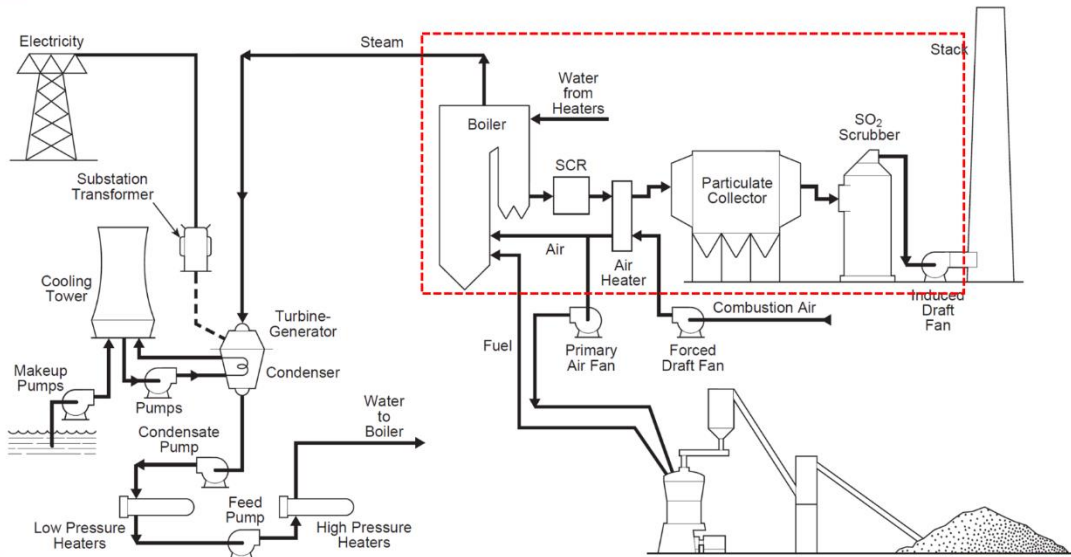 Electricity
Steam
Stack
Water
from
Heaters
Boiler
SO₂
Scrubber
SCR
Particulate
Collector
Substation
Transformer
Air
Air
Heater
Cooling
Tower
Induced
Draft
Fan
Combustion Air
Turbine-
Generator
Fuel
Primary
Air Fan
Forced
Draft Fan
Condenser
Makeup
Pumps
Pumps
Water
to
Boiler
Condensate
Pump
Feed
Pump
Low Pressure
Heaters
High Pressure
Heaters